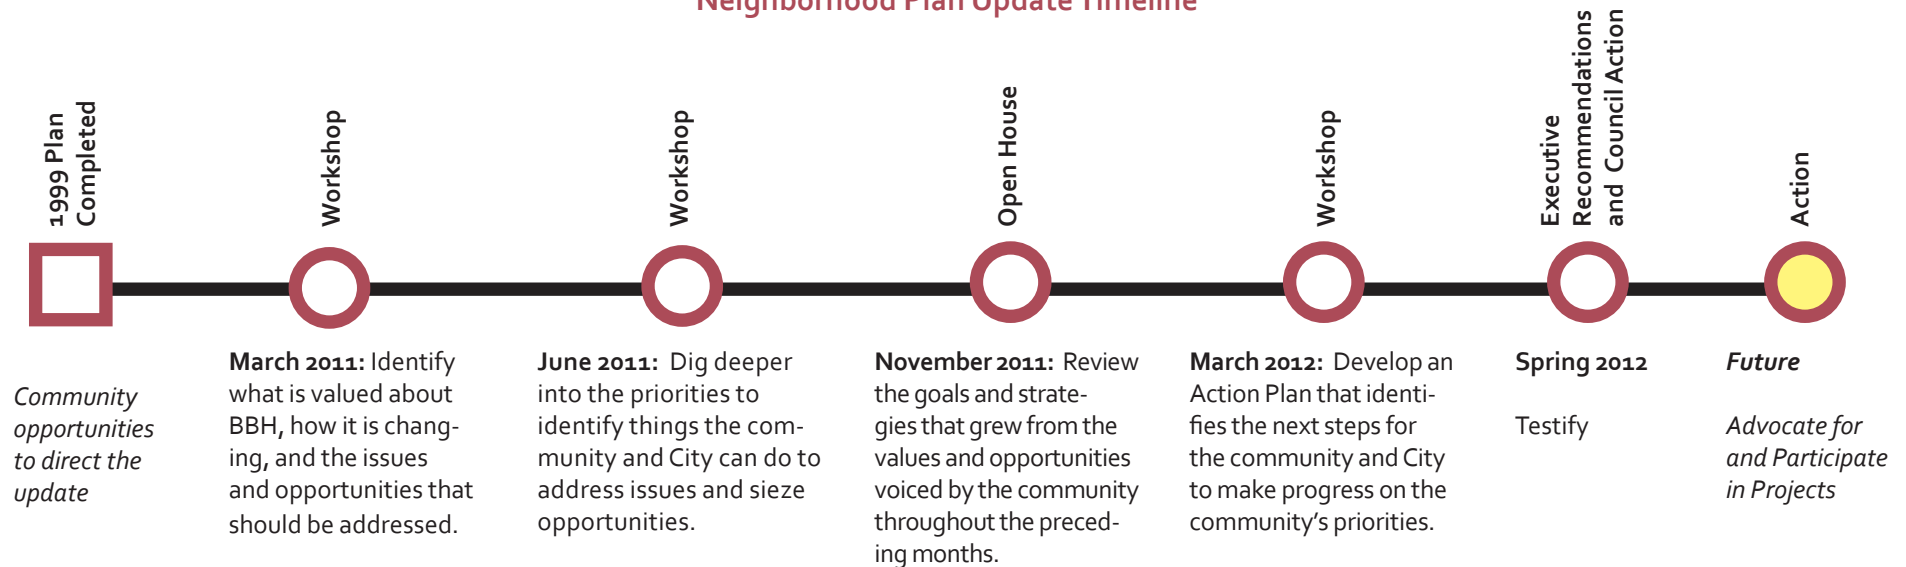 Neighborhood Plan Update Timeline
1999 Plan
Completed
Workshop
Workshop
Open House
Workshop
Executive
Recommendations
and Council Action
Action
Community
opportunities
to direct the
update
March 2011: Identify
what is valued about
BBH, how it is chang-
ing, and the issues
and opportunities that
should be addressed.
June 2011: Dig deeper
into the priorities to
identify things the com-
munity and City can do to
address issues and sieze
opportunities.
November 2011: Review
the goals and strate-
gies that grew from the
values and opportunities
voiced by the community
throughout the preced-
ing months.
March 2012: Develop an
Action Plan that identi-
fies the next steps for
the community and City
to make progress on the
community's priorities.
Spring 2012
Testify
Future
Advocate for
and Participate
in Projects